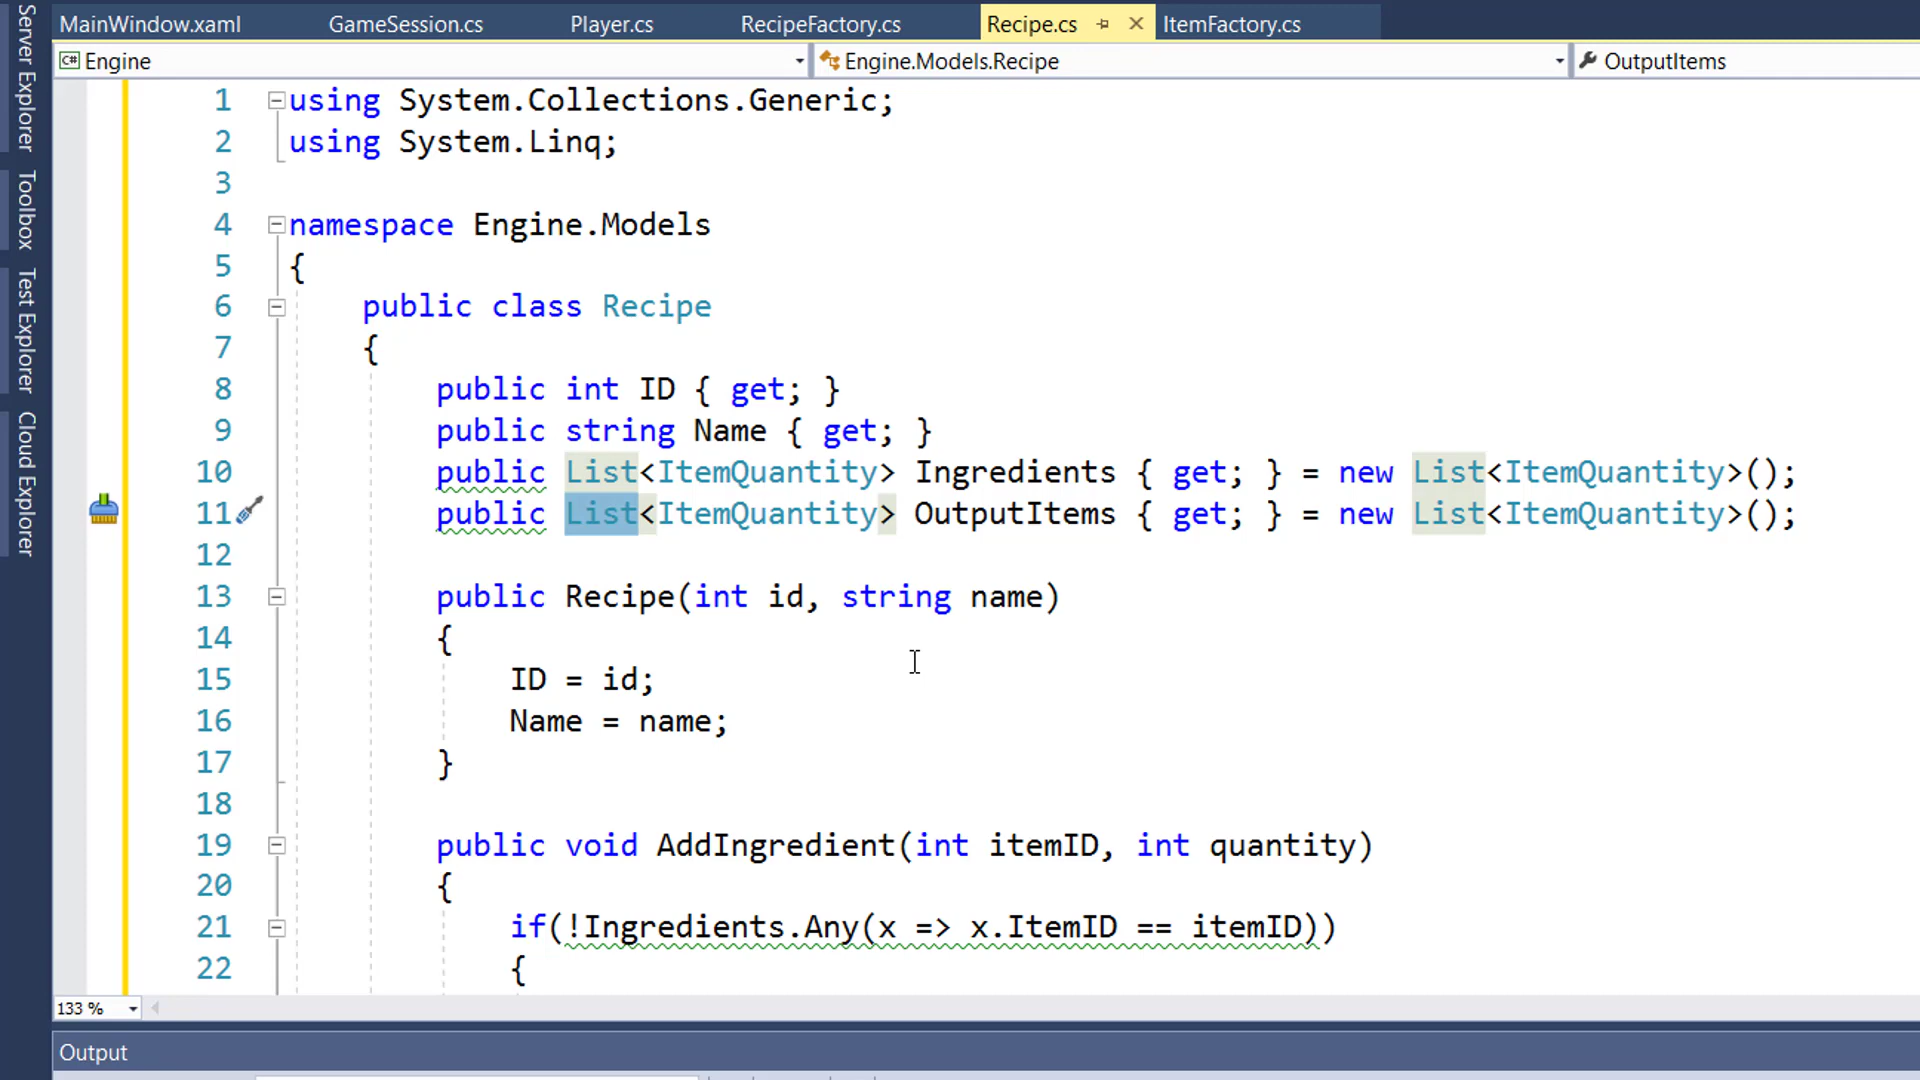 MainWindow.xaml GameSession.cs Player.cs RecipeFactory.cs Recipe.cs ItemFactory.cs
C# Engine Engine.Models.Recipe OutputItems
Server Explorer
Toolbox
Test Explorer
Cloud Explorer
1 using System.Collections.Generic;
2 using System.Linq;
3
4 namespace Engine.Models
5 {
6 public class Recipe
7 {
8 public int ID { get; }
9 public string Name { get; }
10 public List<ItemQuantity> Ingredients { get; } = new List<ItemQuantity>();
11 public List<ItemQuantity> OutputItems { get; } = new List<ItemQuantity>();
12
13 public Recipe(int id, string name)
14 {
15 ID = id;
16 Name = name;
17 }
18
19 public void AddIngredient(int itemID, int quantity)
20 {
21 if(!Ingredients.Any(x => x.ItemID == itemID))
22 {
133 %
Output